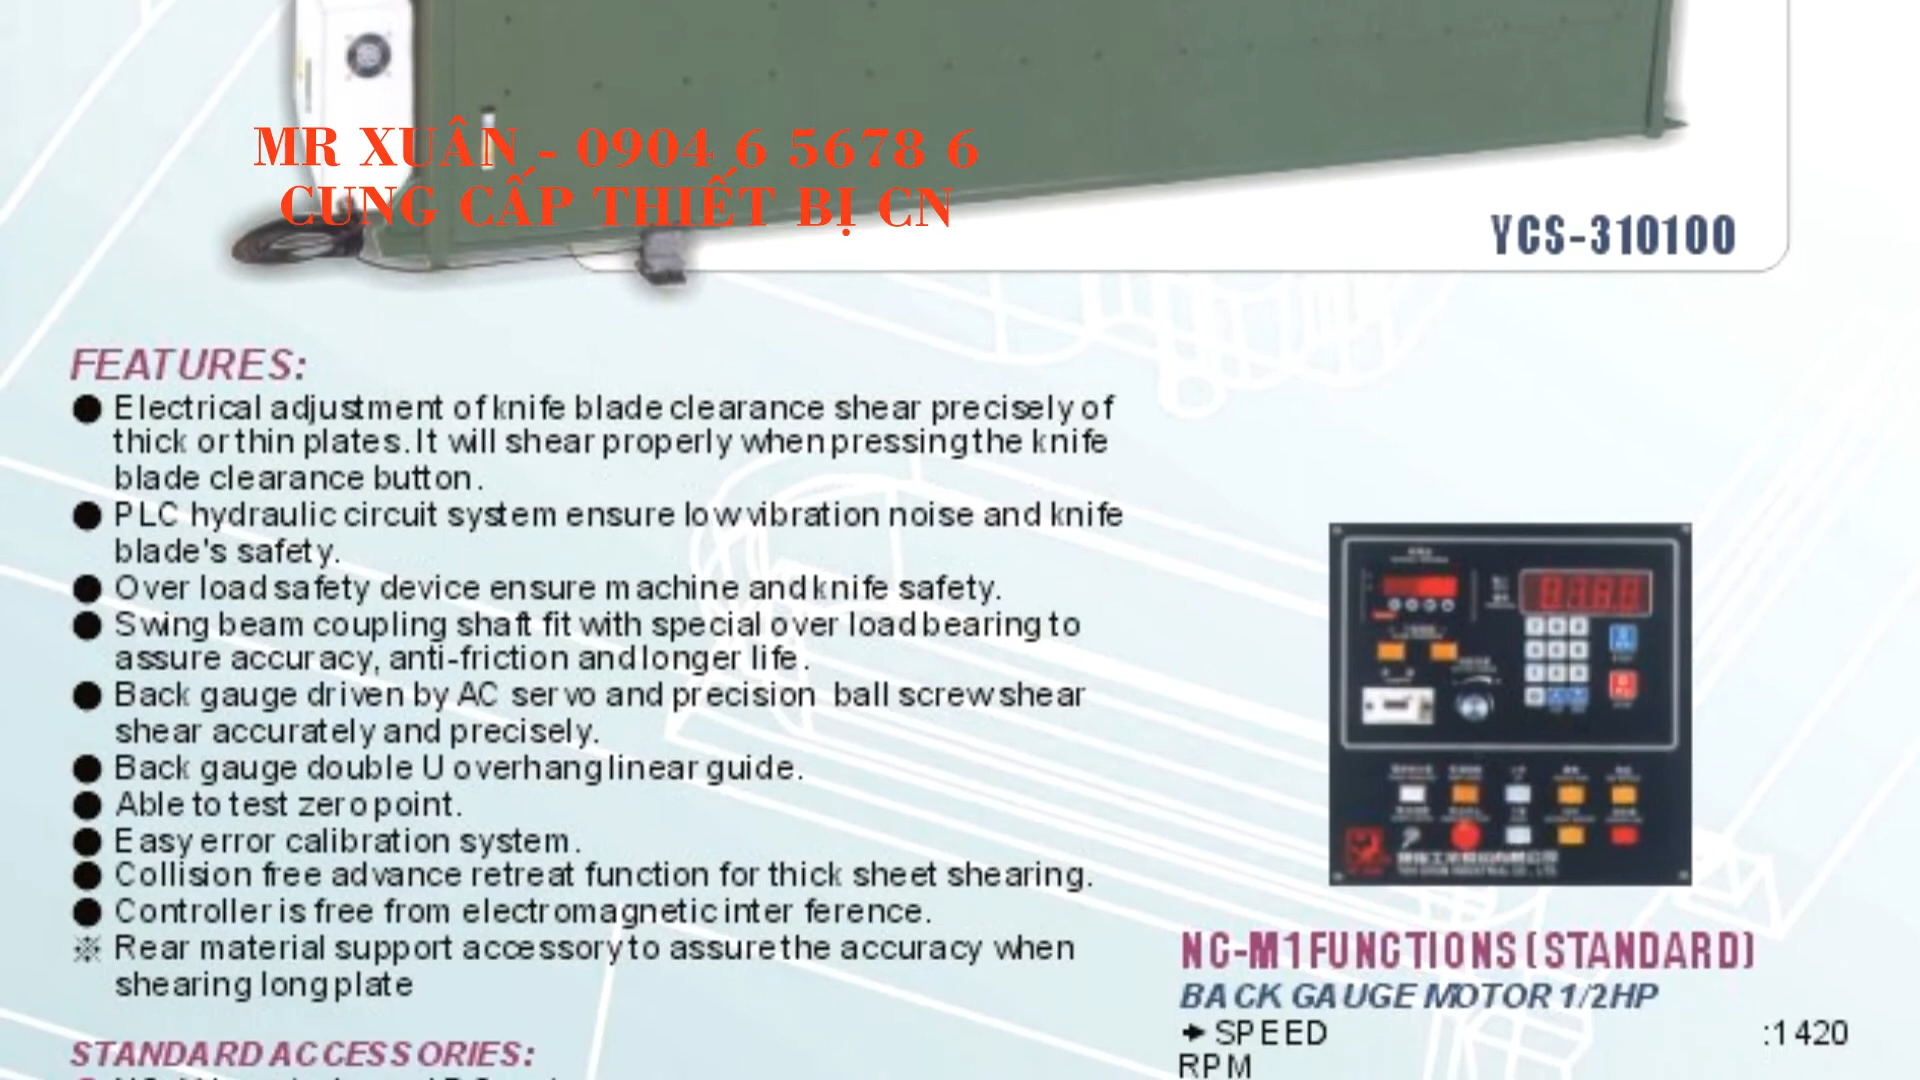 MR XUÂN - 0904 6 5678 6
CUNG CẤP THIẾT BỊ CN
YCS-310100
FEATURES:
● Electrical adjustment of knife blade clearance shear precisely of
thick or thin plates. It will shear properly when pressing the knife
blade clearance button.
● PLC hydraulic circuit system ensure low vibration noise and knife
blade's safety.
● Over load safety device ensure machine and knife safety.
● Swing beam coupling shaft fit with special over load bearing to
assure accuracy, anti-friction and longer life.
● Back gauge driven by AC servo and precision ball screw shear
shear accurately and precisely.
● Back gauge double U overhang linear guide.
● Able to test zero point.
● Easy error calibration system.
● Collision free advance retreat function for thick sheet shearing.
● Controller is free from electromagnetic inter ference.
※ Rear material support accessory to assure the accuracy when
shearing long plate
STANDARD ACCESSORIES:
NC-M1 FUNCTIONS (STANDARD)
BACK GAUGE MOTOR 1/2HP
➔ SPEED :1420
RPM